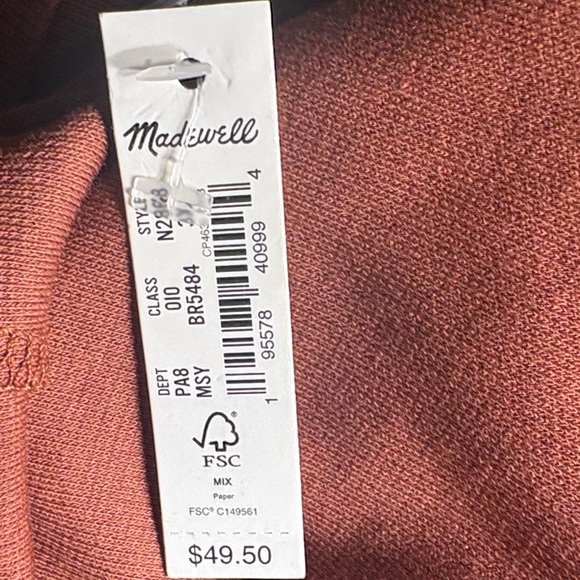 Madewell
DEPT CLASS STYLE
PA8 010
MSY BR5484
1 95578 40999 4
FSC®
MIX
Paper
FSC® C149561
$49.50